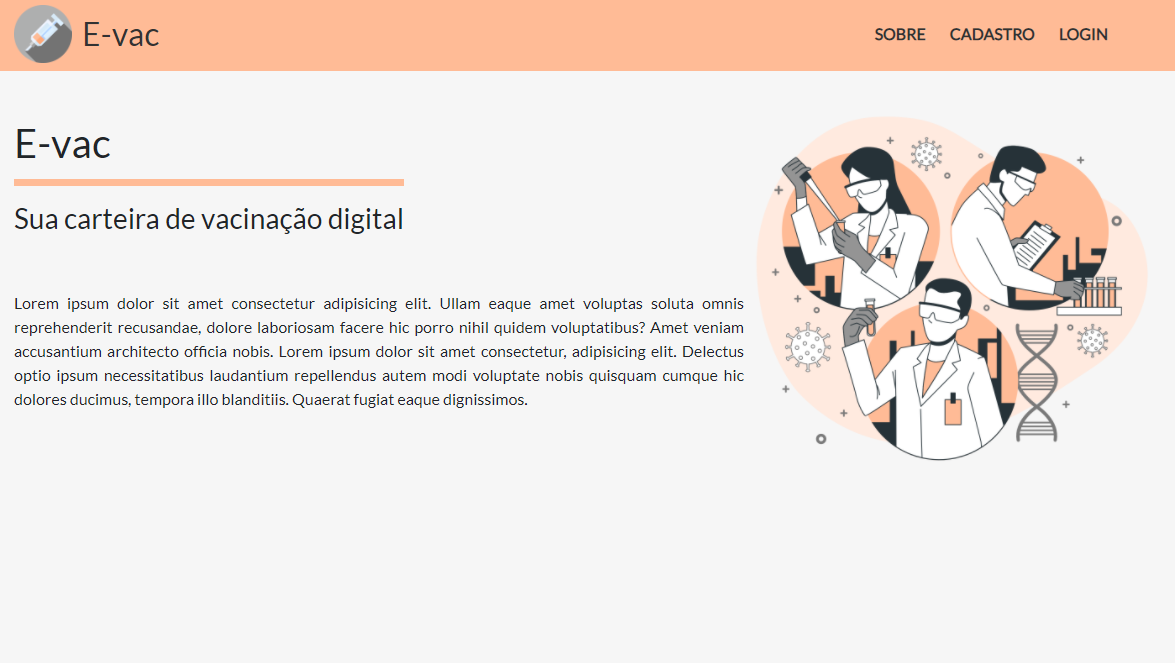 E-vac
SOBRE CADASTRO LOGIN
E-vac
Sua carteira de vacinação digital
Lorem ipsum dolor sit amet consectetur adipisicing elit. Ullam eaque amet voluptas soluta omnis
reprehenderit recusandae, dolore laboriosam facere hic porro nihil quidem voluptatibus? Amet veniam
accusantium architecto officia nobis. Lorem ipsum dolor sit amet consectetur, adipisicing elit. Delectus
optio ipsum necessitatibus laudantium repellendus autem modi voluptate nobis quisquam cumque hic
dolores ducimus, tempora illo blanditiis. Quaerat fugiat eaque dignissimos.